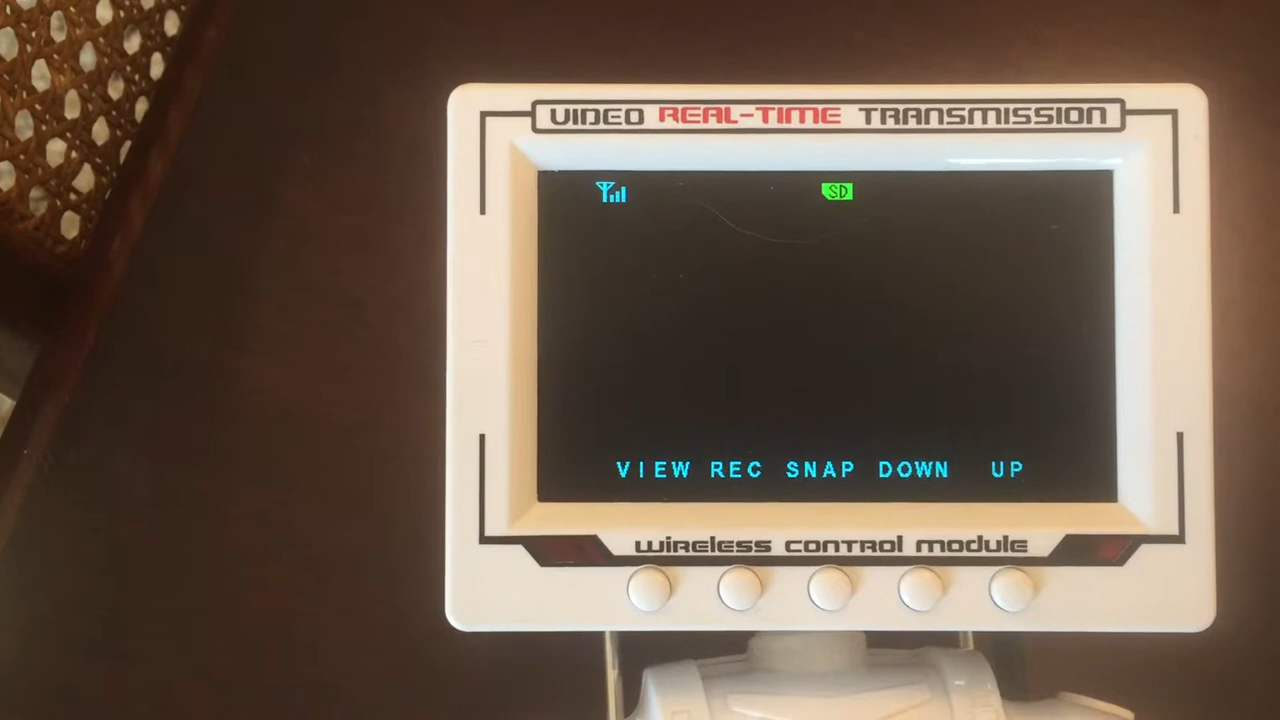 VIDEO REAL-TIME TRANSMISSION
SD
VIEW REC SNAP DOWN UP
WIRELESS CONTROL MODULE